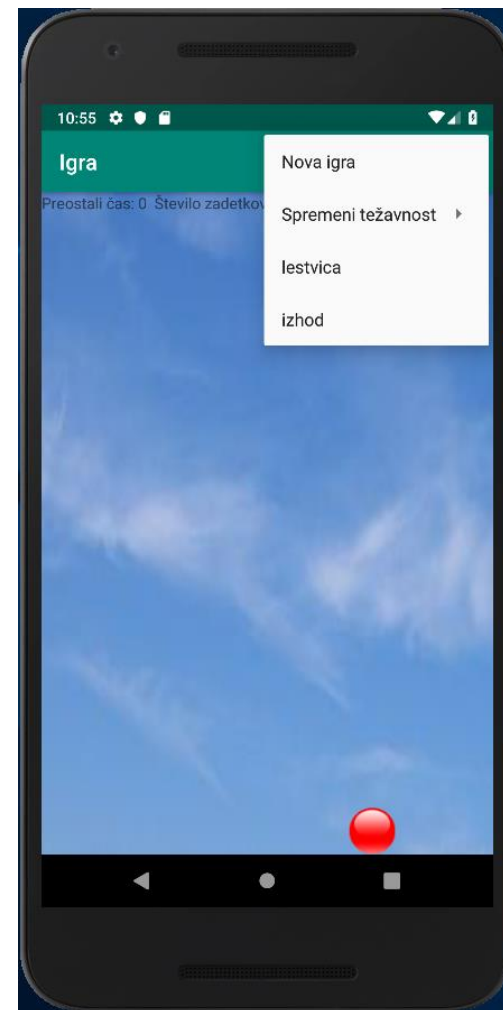 10:55
Igra
Preostali čas: 0 Število zadetkov
Nova igra
Spremeni težavnost
lestvica
izhod